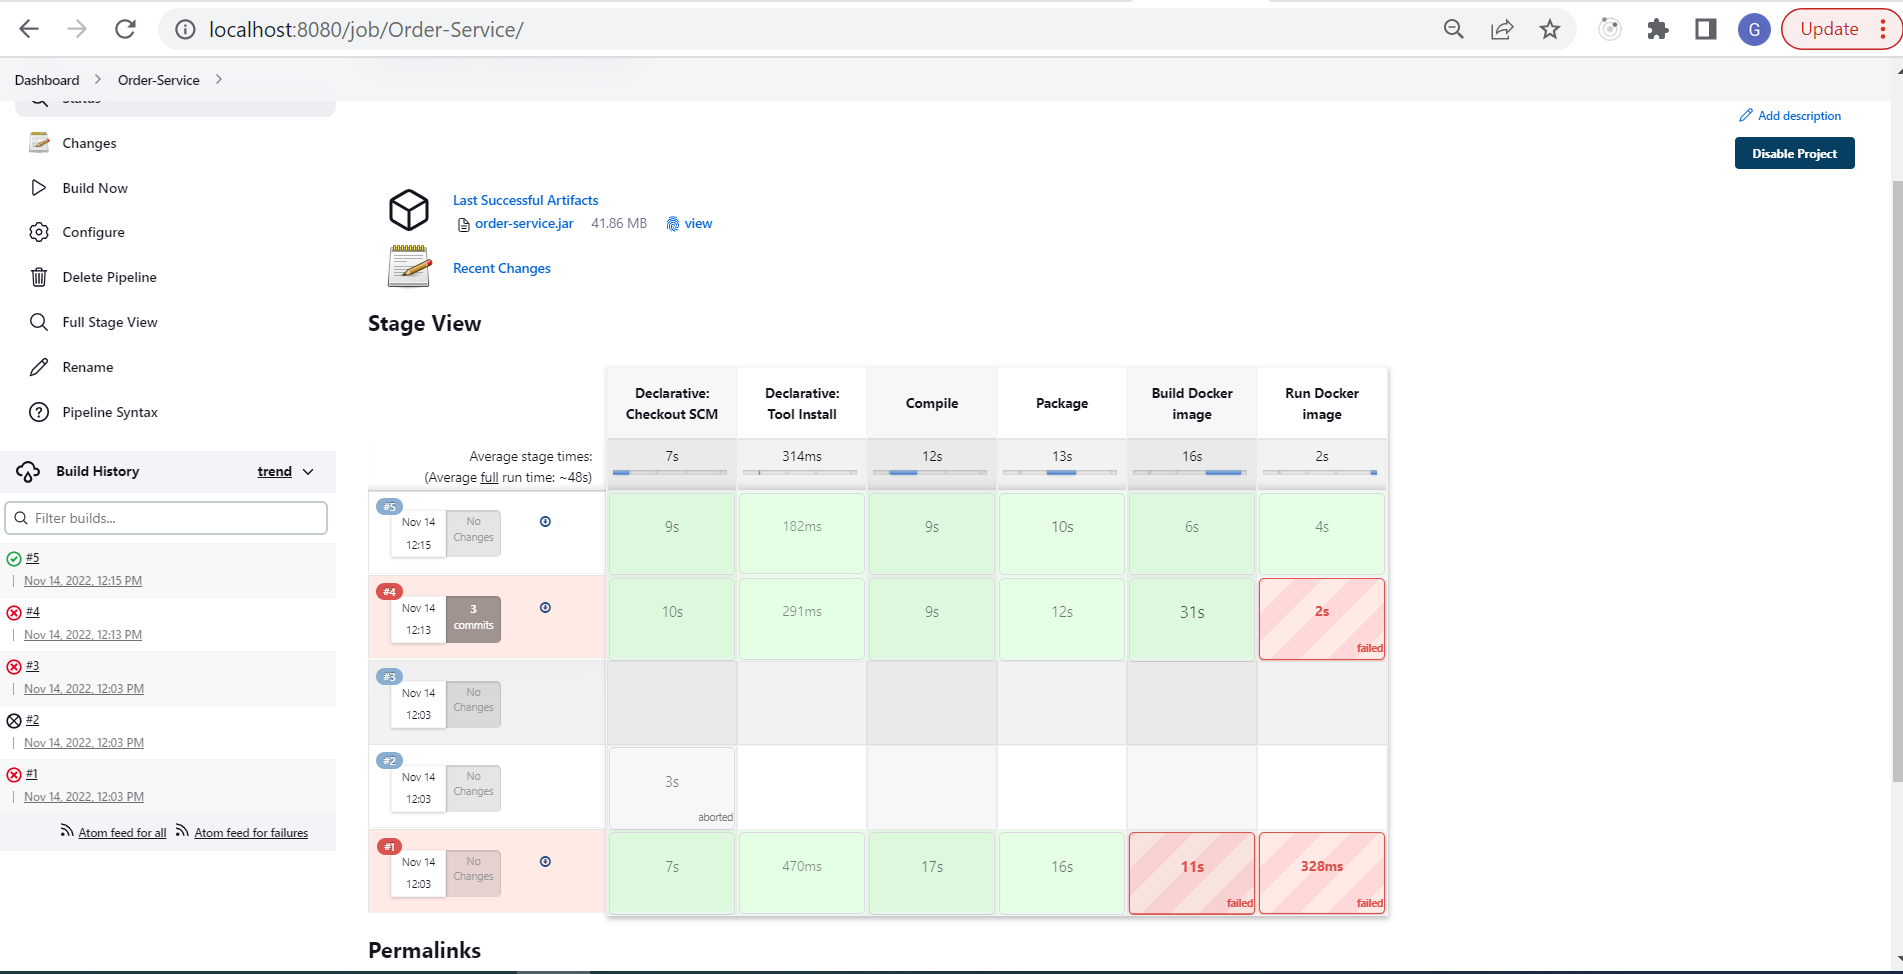 localhost:8080/job/Order-Service/
G
Update
Dashboard
Order-Service
Status
Changes
Build Now
Configure
Delete Pipeline
Full Stage View
Rename
Pipeline Syntax
Build History
trend
Filter builds...
#5
Nov 14, 2022, 12:15 PM
#4
Nov 14, 2022, 12:13 PM
#3
Nov 14, 2022, 12:03 PM
#2
Nov 14, 2022, 12:03 PM
#1
Nov 14, 2022, 12:03 PM
Atom feed for all Atom feed for failures
Add description
Disable Project
Last Successful Artifacts
order-service.jar 41.86 MB view
Recent Changes
Stage View
Declarative: Declarative: Build Docker Run Docker
Checkout SCM Tool Install Compile Package image image
Average stage times: 7s 314ms 12s 13s 16s 2s
(Average full run time: ~48s)
#5
Nov 14 No
12:15 Changes
9s 182ms 9s 10s 6s 4s
#4
Nov 14 3
12:13 commits
10s 291ms 9s 12s 31s 2s
failed
#3
Nov 14 No
12:03 Changes
#2
Nov 14 No
12:03 Changes
3s
aborted
#1
Nov 14 No
12:03 Changes
7s 470ms 17s 16s 11s 328ms
failed failed
Permalinks